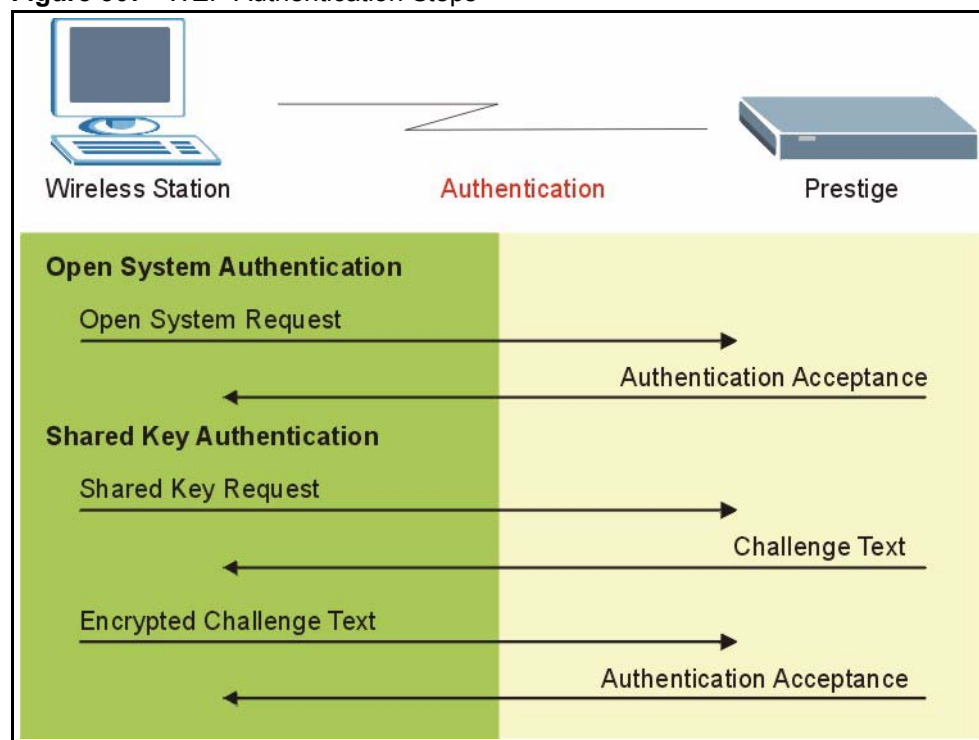 Wireless Station Authentication Prestige
Open System Authentication
Open System Request
Authentication Acceptance
Shared Key Authentication
Shared Key Request
Challenge Text
Encrypted Challenge Text
Authentication Acceptance